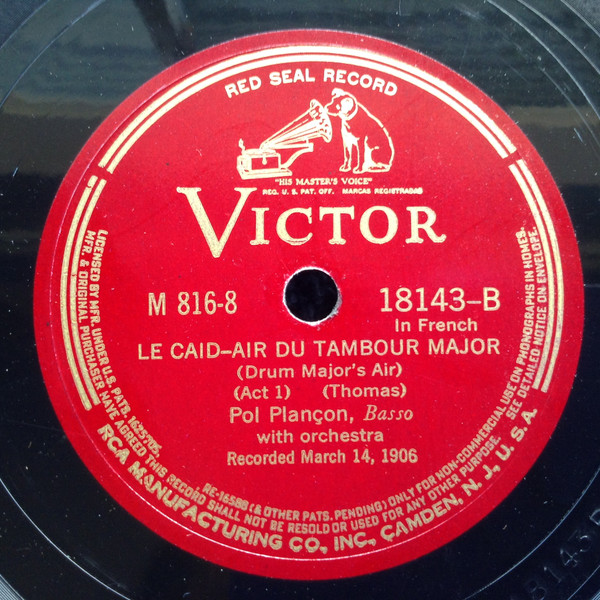 RED SEAL RECORD
"HIS MASTER'S VOICE"
REG. U. S. PAT. OFF. MARCAS REGISTRADAS
VICTOR
M 816-8
18143-B
In French
LE CAID-AIR DU TAMBOUR MAJOR
(Drum Major's Air)
(Act 1) (Thomas)
Pol Plançon, Basso
with orchestra
Recorded March 14, 1906
LICENSED BY MFR. UNDER U.S. PATS. 1625705, RE-16588 (& OTHER PATS. PENDING) ONLY FOR NON-COMMERCIAL USE ON PHONOGRAPHS IN HOMES.
MFR. & ORIGINAL PURCHASER HAVE AGREED THIS RECORD SHALL NOT BE RESOLD OR USED FOR ANY OTHER PURPOSE. SEE DETAILED NOTICE ON ENVELOPE.
RCA MANUFACTURING CO., INC., CAMDEN, N. J., U. S. A.